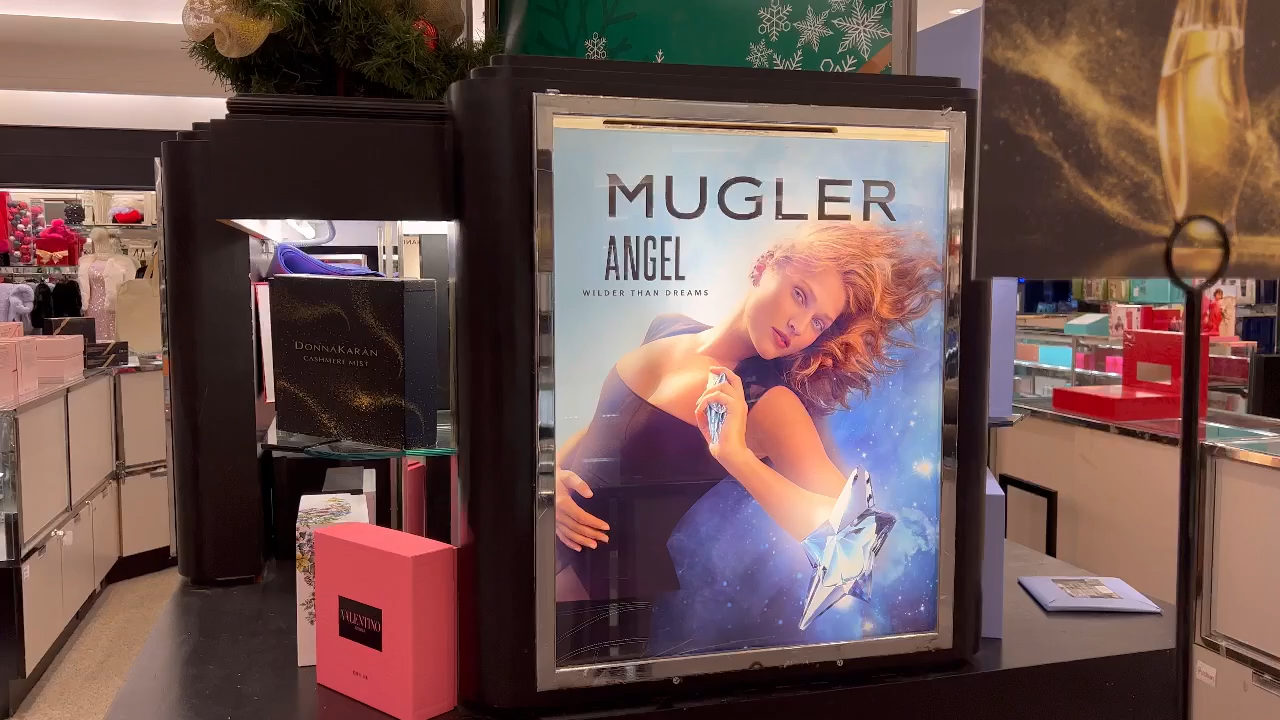 MUGLER
ANGEL
WILDER THAN DREAMS
DONNAKARAN
CASHMERE MIST
VALENTINO